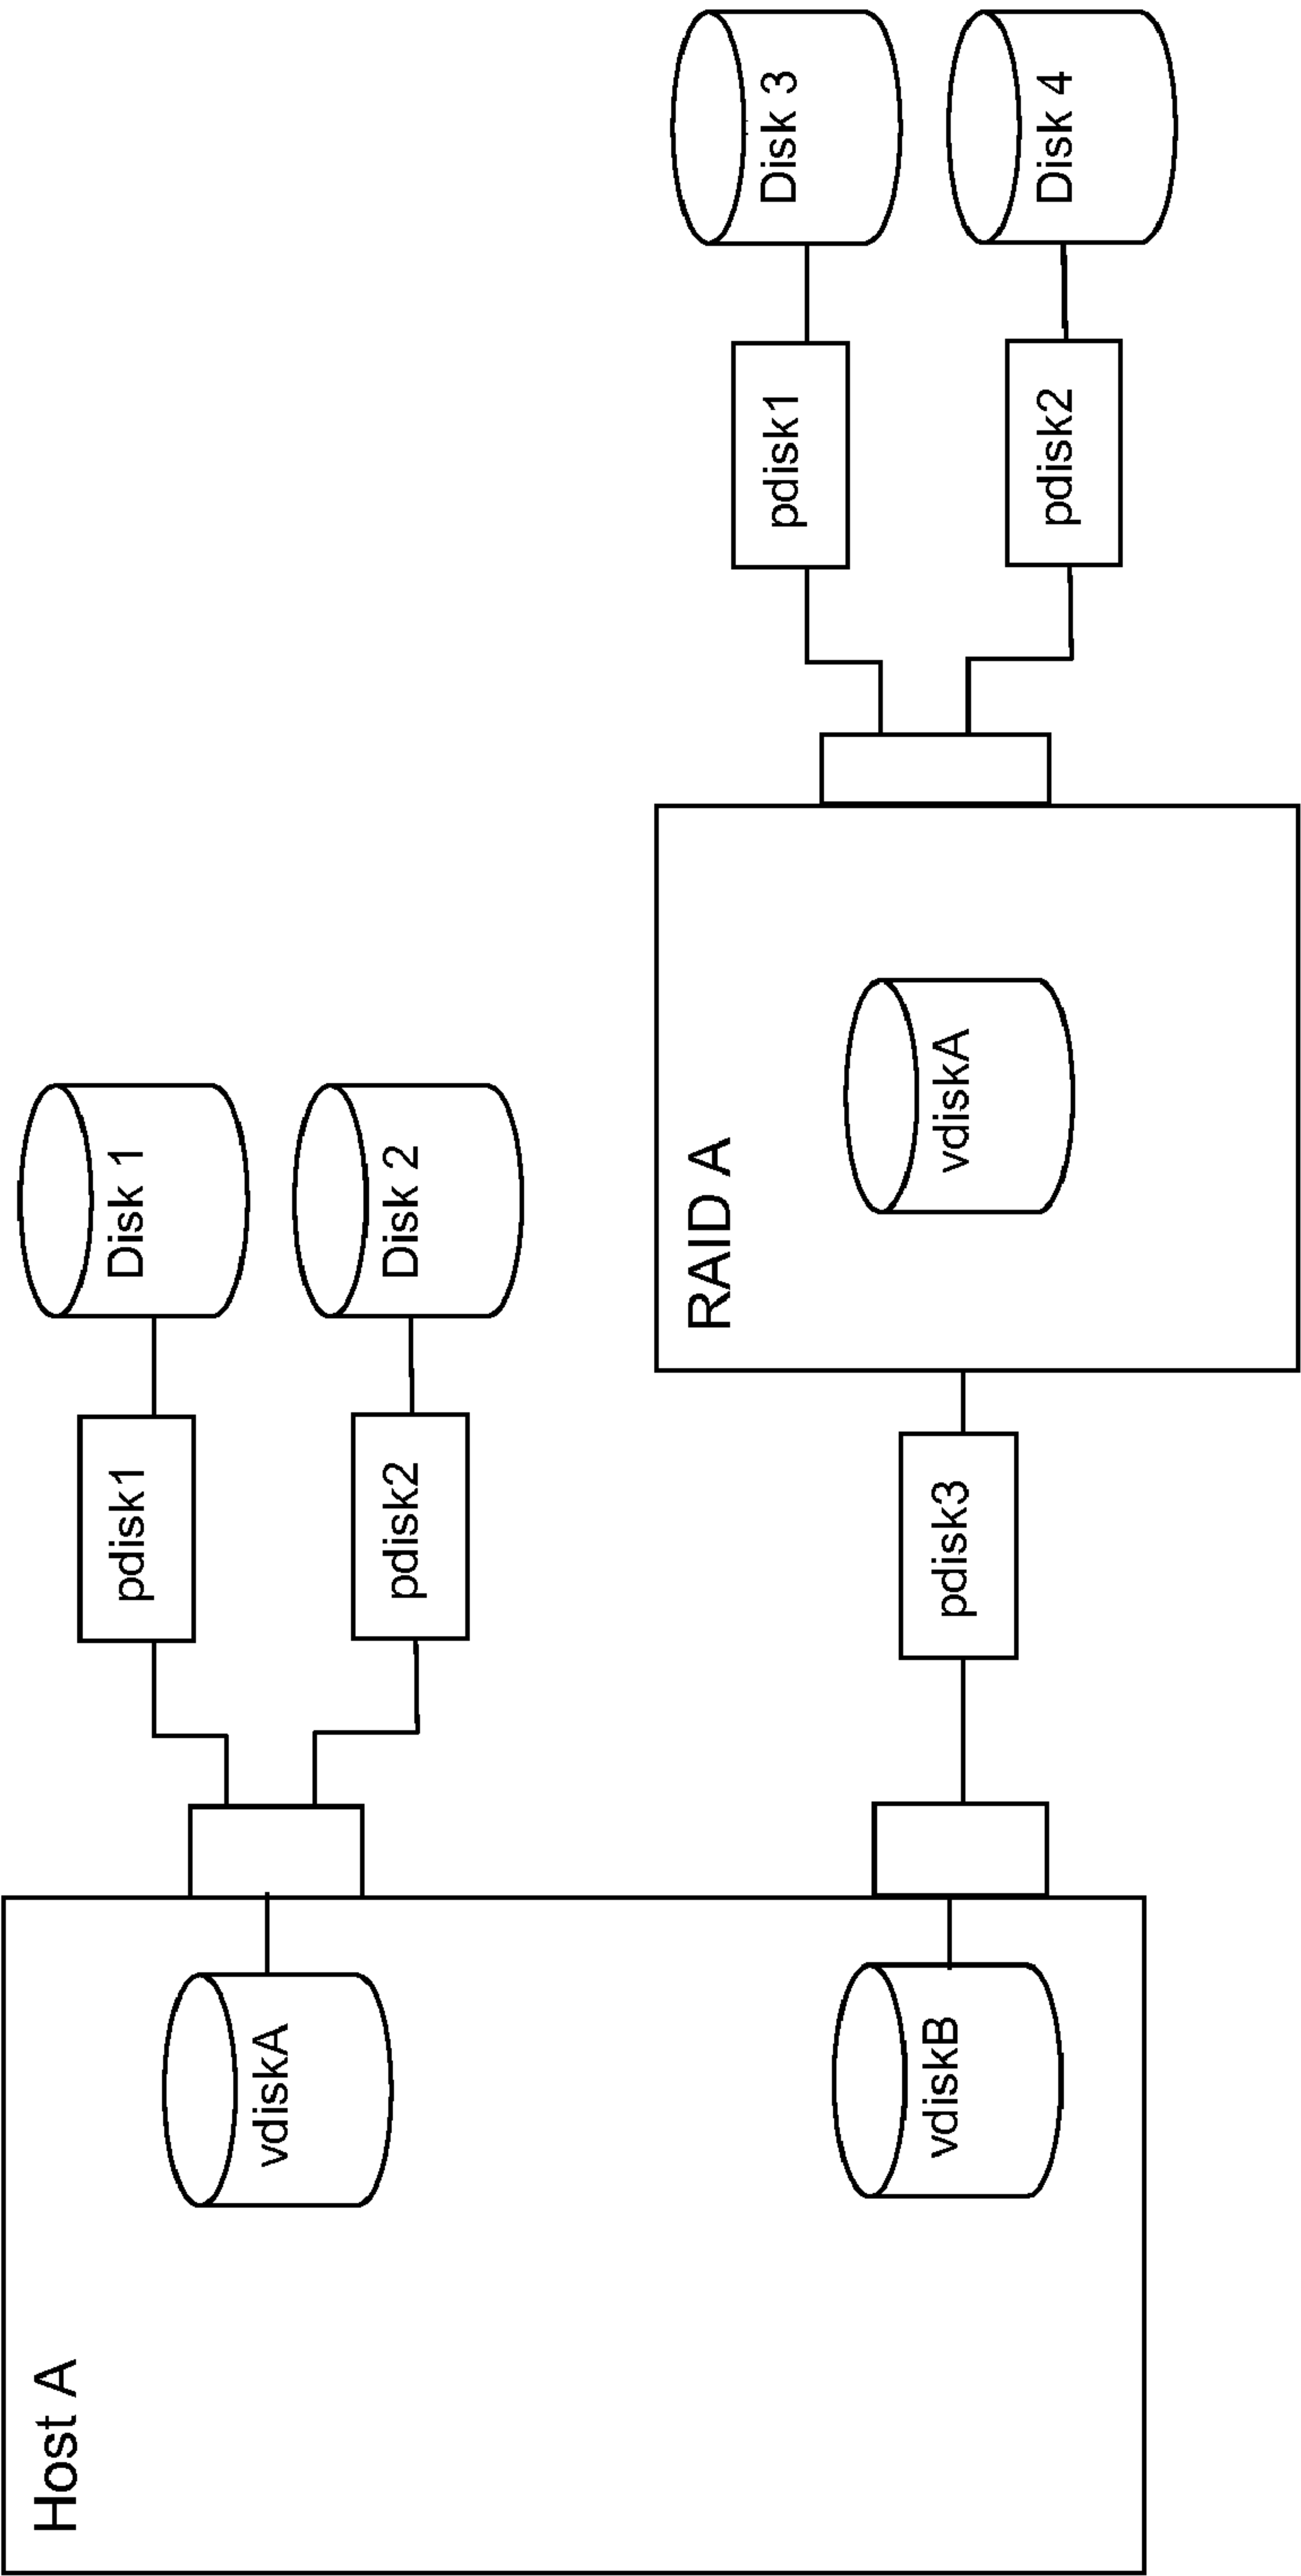 Host A
vdiskA
pdisk1
Disk 1
pdisk2
Disk 2
vdiskB
pdisk3
RAID A
vdiskA
pdisk1
Disk 3
pdisk2
Disk 4